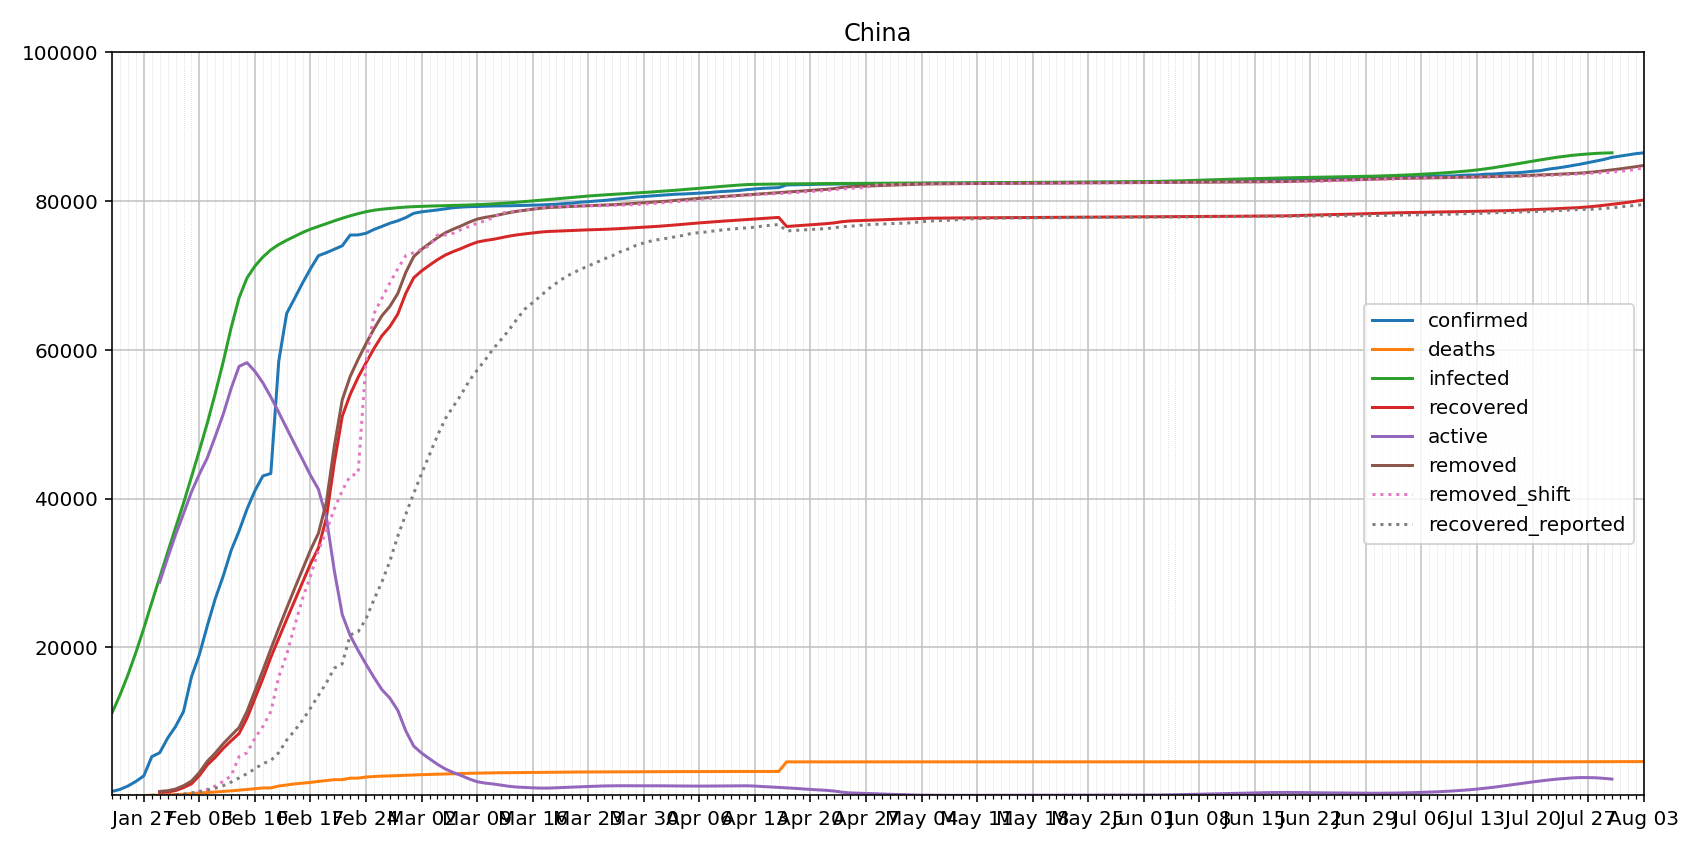 China
100000
80000
60000
40000
20000
confirmed
deaths
infected
recovered
active
removed
removed_shift
recovered_reported
Jan 27 Feb 03 Feb 10 Feb 17 Feb 24 Mar 02 Mar 09 Mar 16 Mar 23 Mar 30 Apr 06 Apr 13 Apr 20 Apr 27 May 04 May 11 May 18 May 25 Jun 01 Jun 08 Jun 15 Jun 22 Jun 29 Jul 06 Jul 13 Jul 20 Jul 27 Aug 03